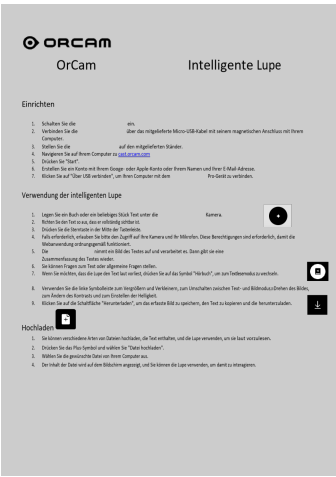 ORCAM
OrCam Intelligente Lupe
Einrichten
1. Schalten Sie die ein.
2. Verbinden Sie die über das mitgelieferte Micro-USB-Kabel mit seinem magnetischen Anschluss mit Ihrem
Computer.
3. Stellen Sie die auf den mitgelieferten Ständer.
4. Navigieren Sie auf Ihrem Computer zu cast.orcam.com
5. Drücken Sie "Start".
6. Erstellen Sie ein Konto mit Ihrem Googe- oder Apple-Konto oder Ihrem Namen und Ihrer E-Mail-Adresse.
7. Klicken Sie auf "Über USB verbinden", um Ihren Computer mit dem Pro-Gerät zu verbinden.
Verwendung der intelligenten Lupe
1. Legen Sie ein Buch oder ein beliebiges Stück Text unter die Kamera.
2. Richten Sie den Text so aus, dass er vollständig sichtbar ist.
3. Drücken Sie die Sterntaste in der Mitte der Tastenleiste.
4. Falls erforderlich, erlauben Sie bitte den Zugriff auf Ihre Kamera und Ihr Mikrofon. Diese Berechtigungen sind erforderlich, damit die
Webanwendung ordnungsgemäß funktioniert.
5. Die nimmt ein Bild des Textes auf und verarbeitet es. Dann gibt sie eine
Zusammenfassung des Textes wieder.
6. Sie können Fragen zum Text oder allgemeine Fragen stellen.
7. Wenn Sie möchten, dass die Lupe den Text laut vorliest, drücken Sie auf das Symbol "Hörbuch", um zum Textlesemodus zu wechseln.
8. Verwenden Sie die linke Symbolleiste zum Vergrößern und Verkleinern, zum Umschalten zwischen Text- und Bildmodus, zum Drehen des Bildes,
zum Ändern des Kontrasts und zum Einstellen der Helligkeit.
9. Klicken Sie auf die Schaltfläche "Herunterladen", um das erfasste Bild zu speichern, den Text zu kopieren und die herunterzuladen.
Hochladen
1. Sie können verschiedene Arten von Dateien hochladen, die Text enthalten, und die Lupe verwenden, um sie laut vorzulesen.
2. Drücken Sie das Plus-Symbol und wählen Sie "Datei hochladen".
3. Wählen Sie die gewünschte Datei von Ihrem Computer aus.
4. Der Inhalt der Datei wird auf dem Bildschirm angezeigt, und Sie können die Lupe verwenden, um damit zu interagieren.